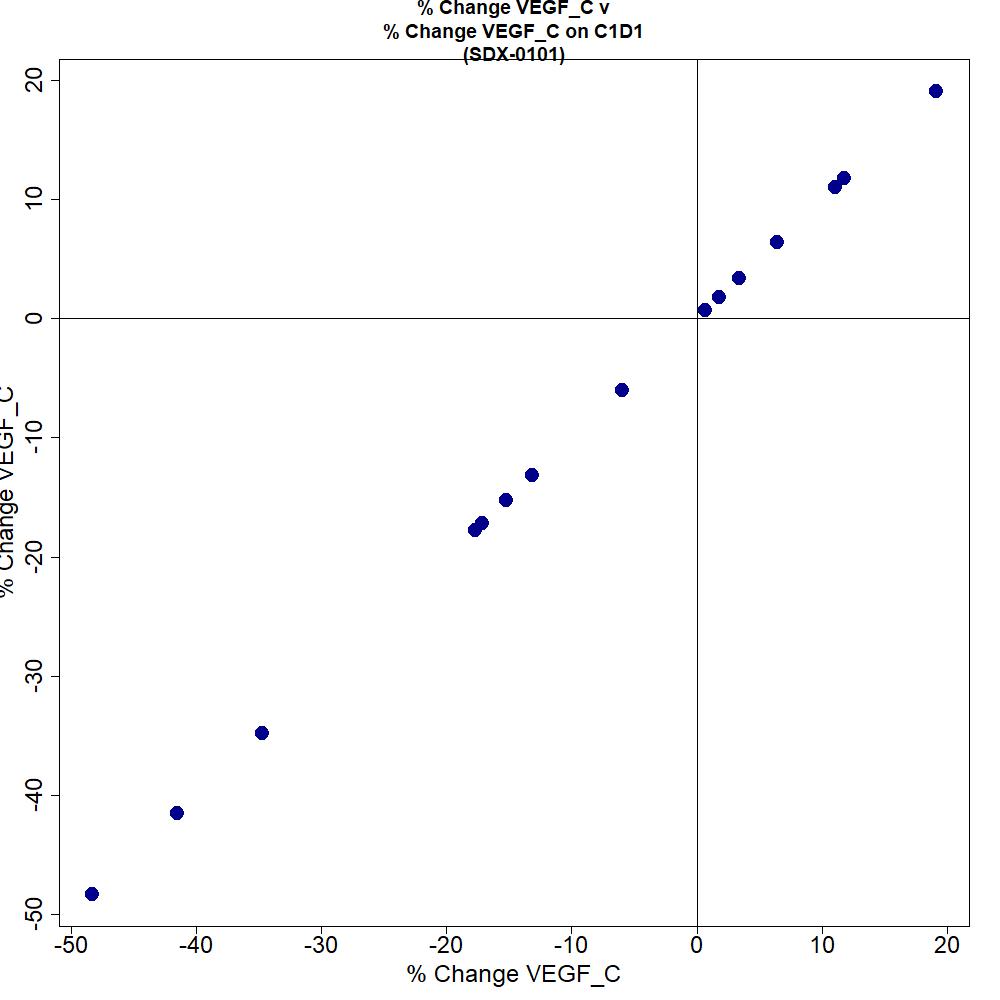 % Change VEGF_C v
% Change VEGF_C on C1D1
(SDX-0101)
% Change VEGF_C
20
10
0
-10
-20
-30
-40
-50
-50 -40 -30 -20 -10 0 10 20
% Change VEGF_C